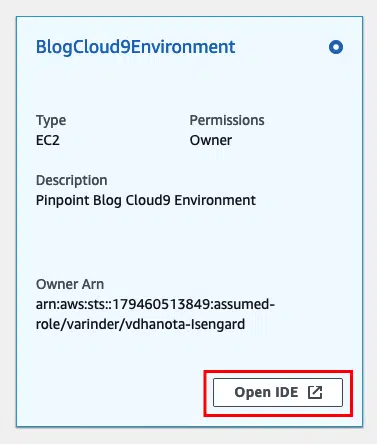 BlogCloud9Environment
Type
Permissions
EC2
Owner
Description
Pinpoint Blog Cloud9 Environment
Owner Arn
arn:aws:sts::179460513849:assumed-
role/varinder/vdhanota-Isengard
Open IDE